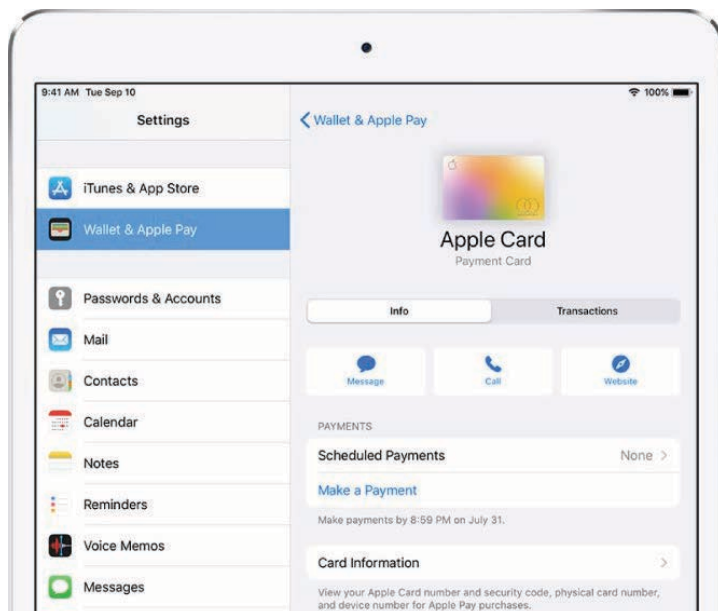 9:41 AM Tue Sep 10
100%
Settings
iTunes & App Store
Wallet & Apple Pay
Passwords & Accounts
Mail
Contacts
Calendar
Notes
Reminders
Voice Memos
Messages
Wallet & Apple Pay
Apple Card
Payment Card
Info
Transactions
Message
Call
Website
PAYMENTS
Scheduled Payments
None
Make a Payment
Make payments by 8:59 PM on July 31.
Card Information
View your Apple Card number and security code, physical card number,
and device number for Apple Pay purchases.